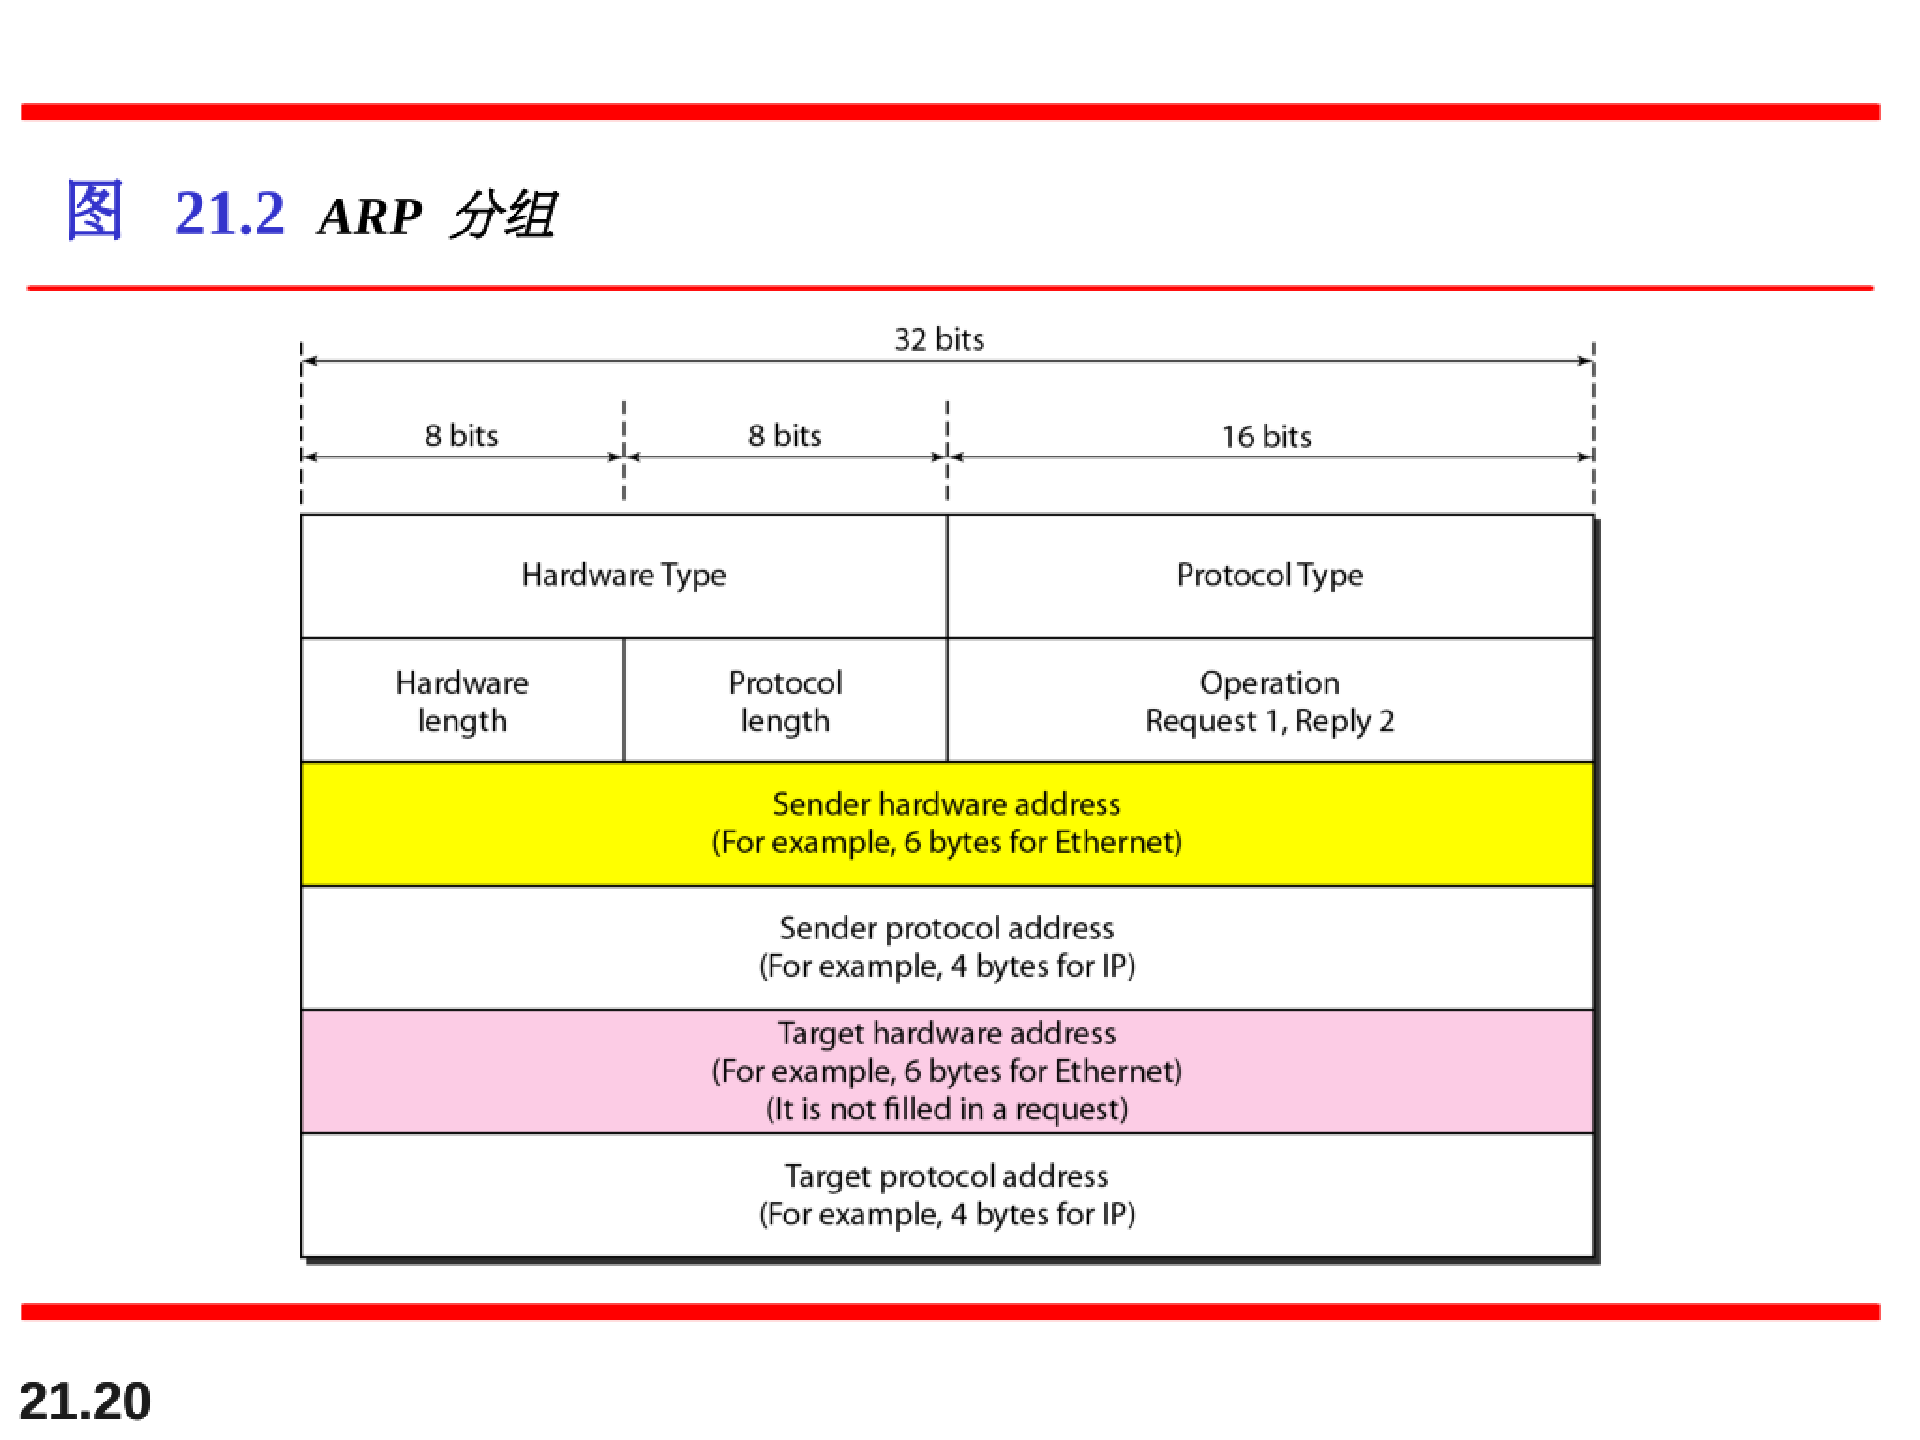 图 21.2 ARP 分组
32 bits
8 bits 8 bits 16 bits
Hardware Type Protocol Type
Hardware length Protocol length Operation Request 1, Reply 2
Sender hardware address
(For example, 6 bytes for Ethernet)
Sender protocol address
(For example, 4 bytes for IP)
Target hardware address
(For example, 6 bytes for Ethernet)
(It is not filled in a request)
Target protocol address
(For example, 4 bytes for IP)
21.20